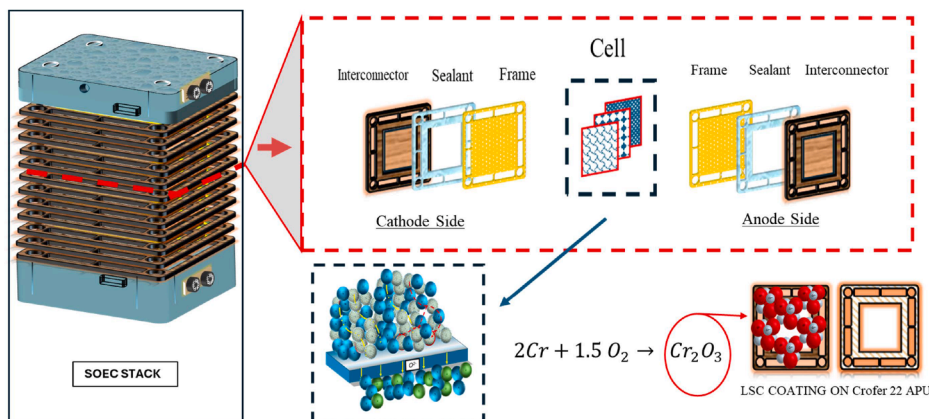 SOEC STACK
Cell
Interconnector Sealant Frame
Frame Sealant Interconnector
Cathode Side
Anode Side
2Cr + 1.5 O₂ → Cr₂O₃
LSC COATING ON Crofer 22 APU